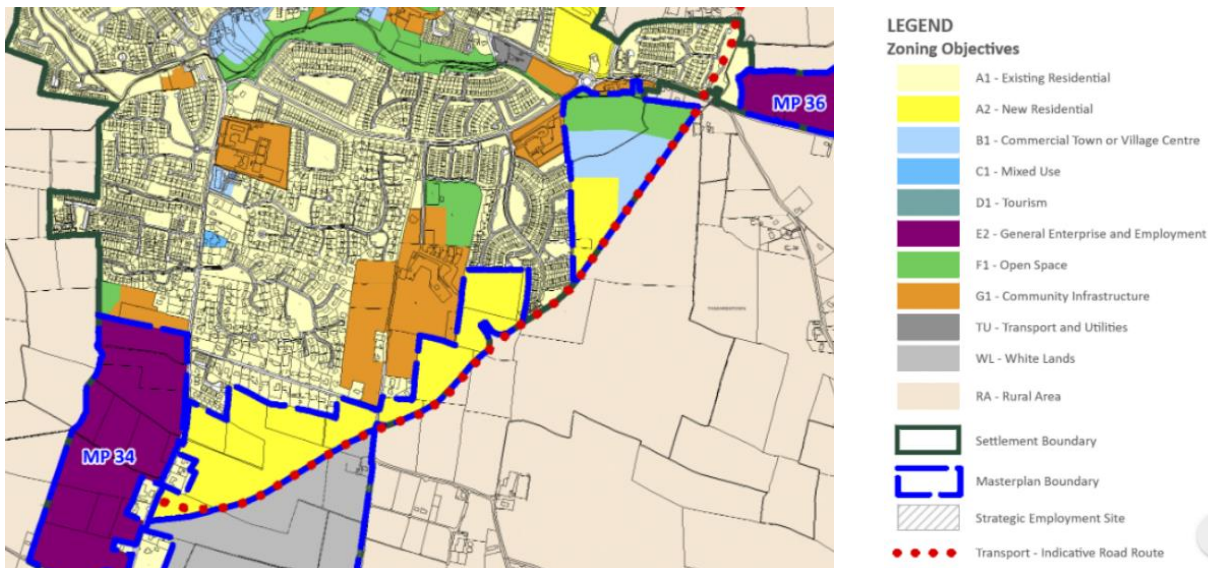 MP 36
MP 34
LEGEND
Zoning Objectives
A1 - Existing Residential
A2 - New Residential
B1 - Commercial Town or Village Centre
C1 - Mixed Use
D1 - Tourism
E2 - General Enterprise and Employment
F1 - Open Space
G1 - Community Infrastructure
TU - Transport and Utilities
WL - White Lands
RA - Rural Area
Settlement Boundary
Masterplan Boundary
Strategic Employment Site
Transport - Indicative Road Route